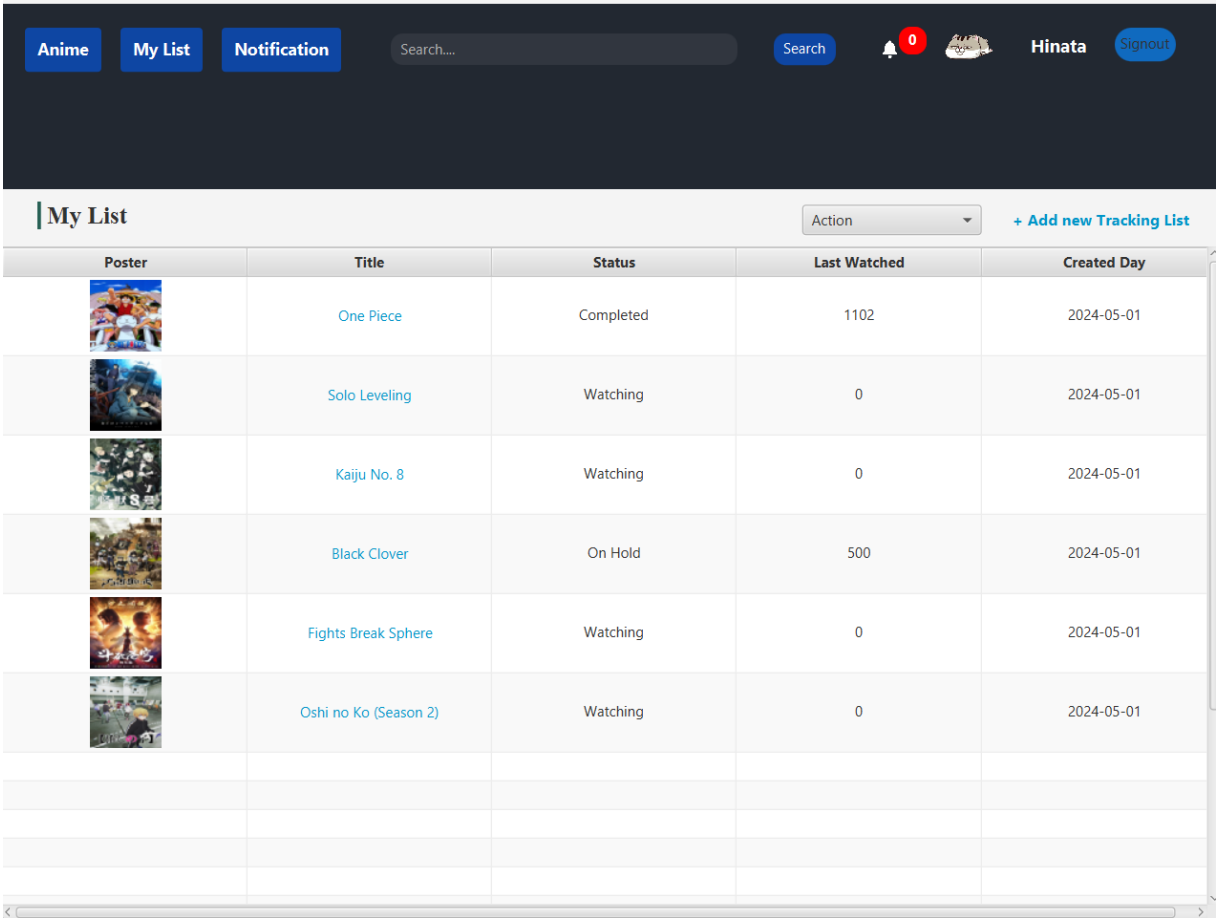 Anime My List Notification Search.... Search 0 Hinata Signout
My List Action + Add new Tracking List
Poster Title Status Last Watched Created Day
One Piece Completed 1102 2024-05-01
Solo Leveling Watching 0 2024-05-01
Kaiju No. 8 Watching 0 2024-05-01
Black Clover On Hold 500 2024-05-01
Fights Break Sphere Watching 0 2024-05-01
Oshi no Ko (Season 2) Watching 0 2024-05-01